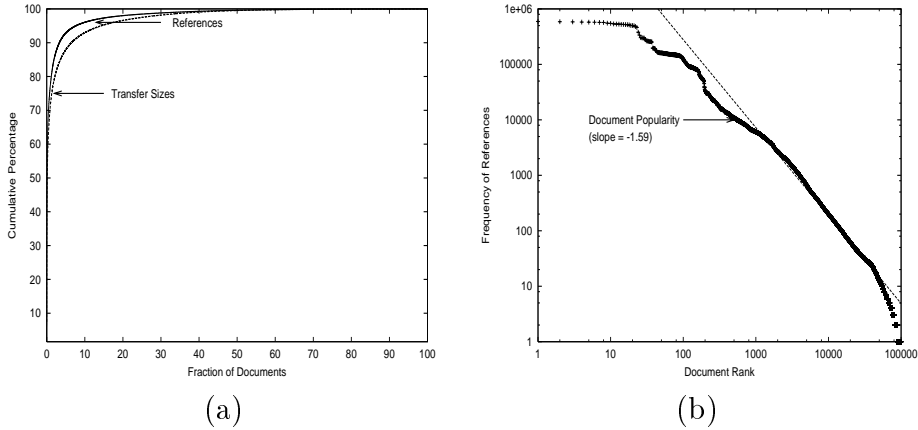 100
90
80
70
60
50
40
30
20
10
Cumulative Percentage
References
Transfer Sizes
0 10 20 30 40 50 60 70 80 90 100
Fraction of Documents
(a)
1e+06
100000
10000
1000
100
10
1
Frequency of References
Document Popularity
(slope = -1.59)
1 10 100 1000 10000 100000
Document Rank
(b)